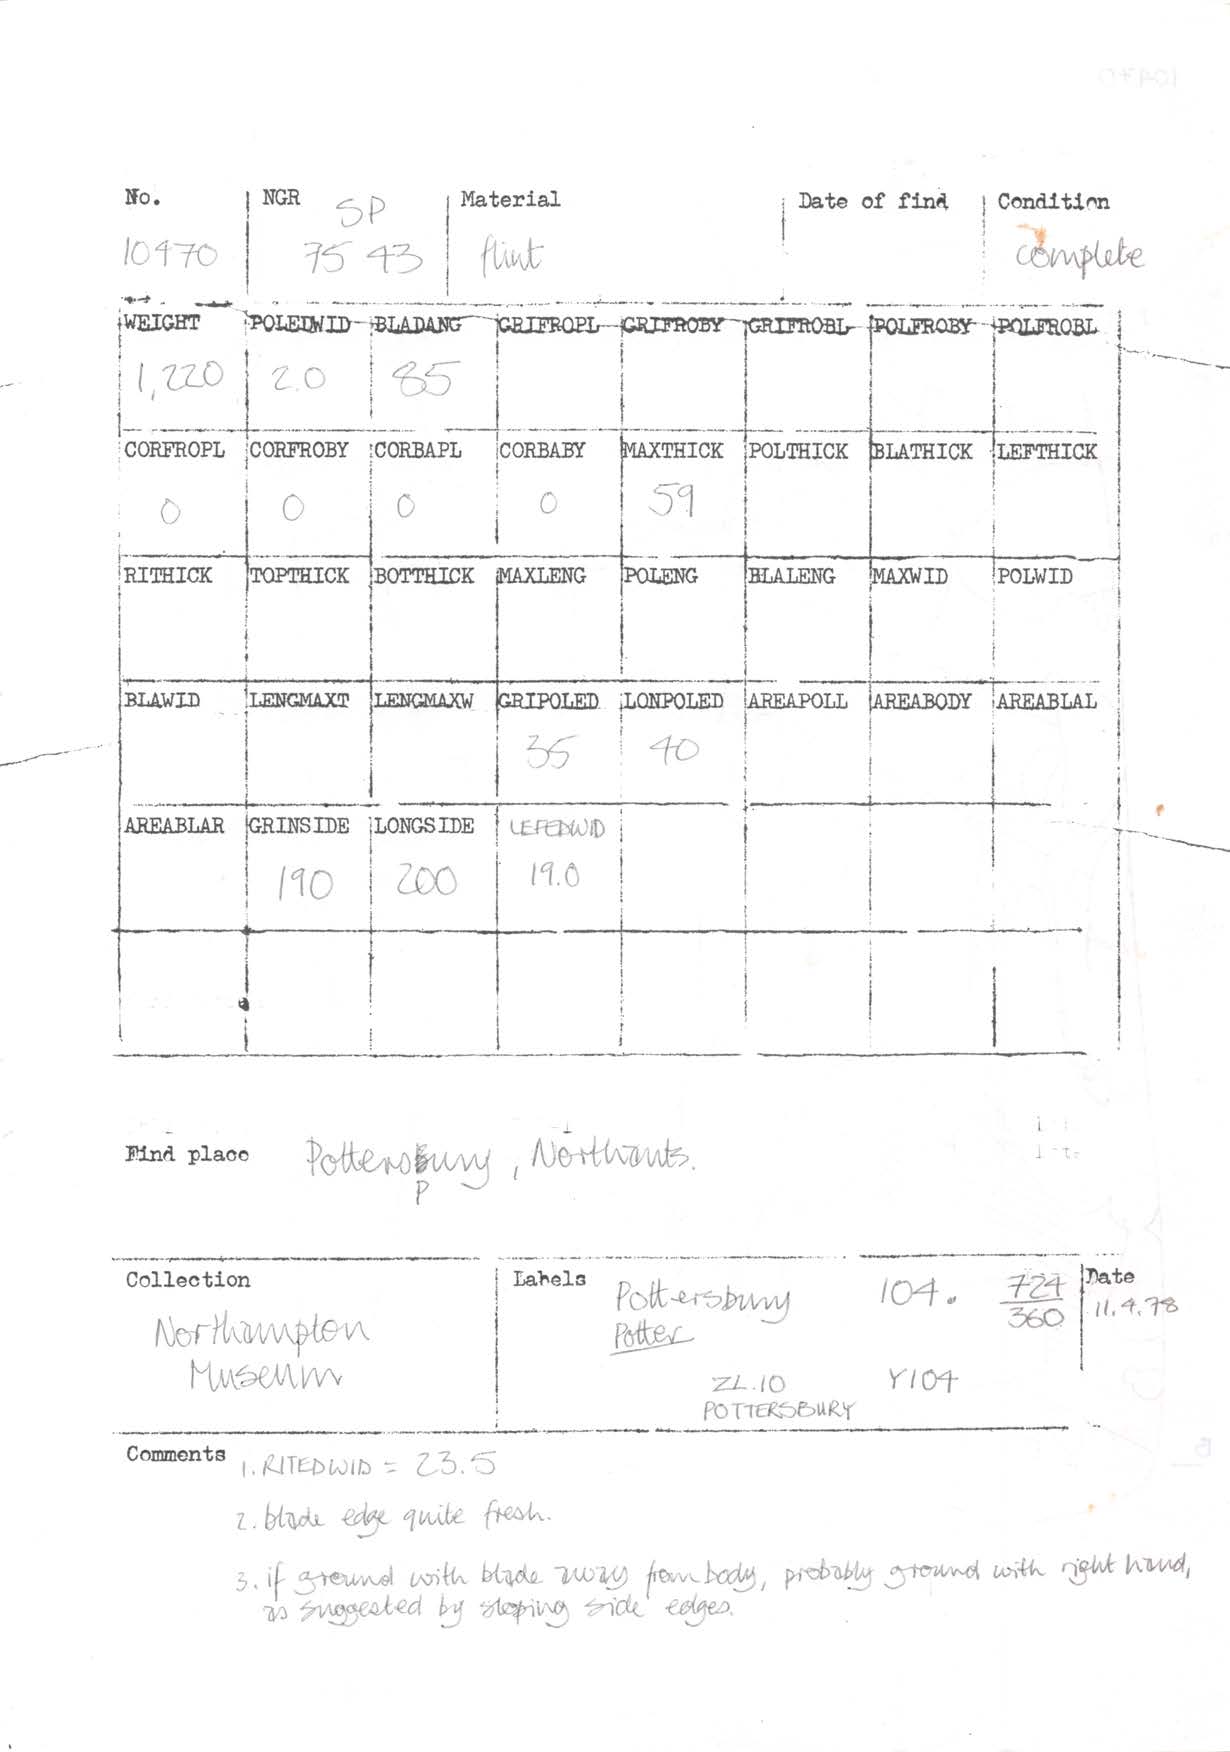 No. NGR SP Material Date of find Condition
10470 75 43 flint complete
WEIGHT POLEDWID BLADANG GRIFROPL GRIFROBY GRIFROBL POLFROBY POLFROBL
1,220 2.0 85
CORFROPL CORFROBY CORBAPL CORBABY MAXTHICK POLTHICK BLATHICK LEFTHICK
0 0 0 0 59
RITHICK TOPTHICK BOTTHICK MAXLENG POLENG BLALENG MAXWID POLWID
BLAWID LENGMAXT LENGMAXW GRIPOLED LONPOLED AREAPOLL AREABODY AREABLAL
35 40
AREABLAR GRINSIDE LONGSIDE LEFEDWID
190 200 19.0
Find place Pottersbury, Northants.
P
Collection Labels Pottersbury 104. 724/360 Date
Northampton Potter 11.4.78
Museum ZL.10 Y104
POTTERSBURY
Comments 1. RITEDWID = 23.5
2. blade edge quite fresh.
3. if ground with blade away from body, probably ground with right hand,
as suggested by sloping side edges.